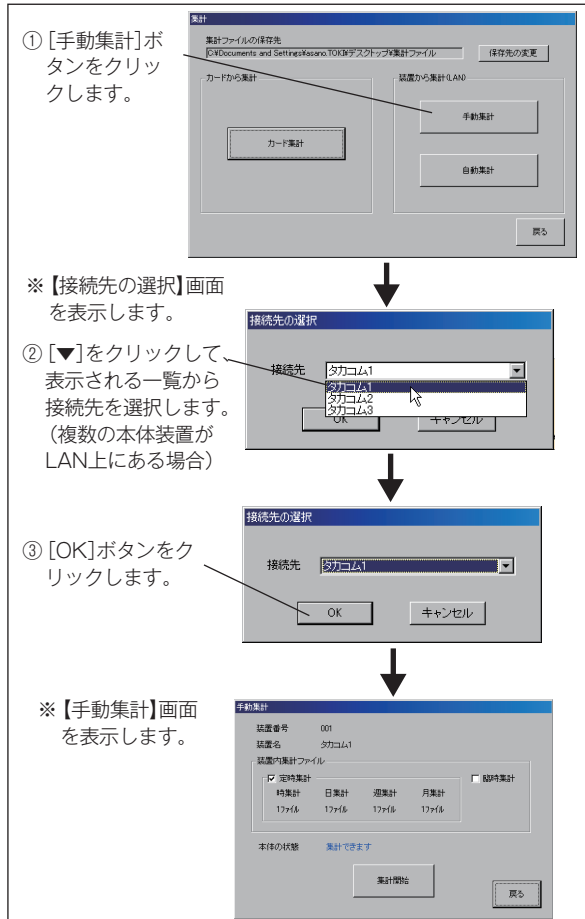 ① [手動集計]ボ
タンをクリッ
クします。
集計
集計ファイルの保存先
C:¥Documents and Settings¥asano.TOKI¥デスクトップ¥集計ファイル
保存先の変更
カードから集計
カード集計
装置から集計(LAN)
手動集計
自動集計
戻る
※【接続先の選択】画面
を表示します。
② [▼]をクリックして、
表示される一覧から
接続先を選択します。
(複数の本体装置が
LAN上にある場合)
接続先の選択
接続先 タカコム1
タカコム1
タカコム2
タカコム3
OK キャンセル
③ [OK]ボタンをク
リックします。
接続先の選択
接続先 タカコム1
OK キャンセル
※【手動集計】画面
を表示します。
手動集計
装置番号 001
装置名 タカコム1
装置内集計ファイル
定時集計 臨時集計
時集計 日集計 週集計 月集計
1ファイル 1ファイル 1ファイル 1ファイル
本体の状態 集計できます
集計開始
戻る